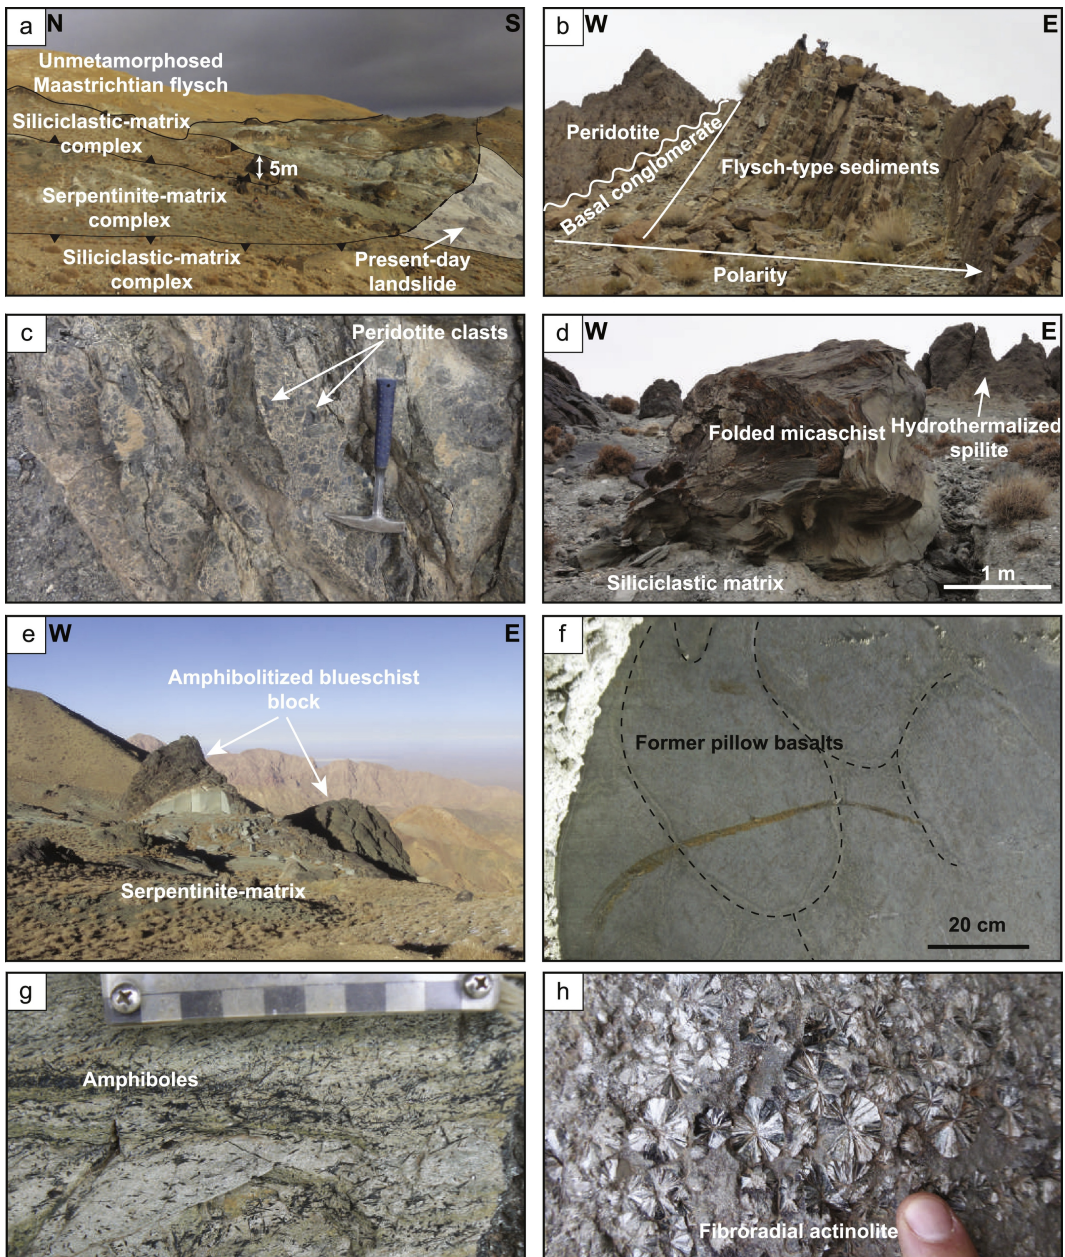 a N S
Unmetamorphosed
Maastrichtian flysch
Siliciclastic-matrix
complex
5m
Serpentinite-matrix
complex
Siliciclastic-matrix
complex
Present-day
landslide
b W E
Peridotite
Basal conglomerate
Flysch-type sediments
Polarity
c
Peridotite clasts
d W E
Folded micaschist
Hydrothermalized
spilite
Siliciclastic matrix
1 m
e W E
Amphibolitized blueschist
block
Serpentinite-matrix
f
Former pillow basalts
20 cm
g
Amphiboles
h
Fibroradial actinolite